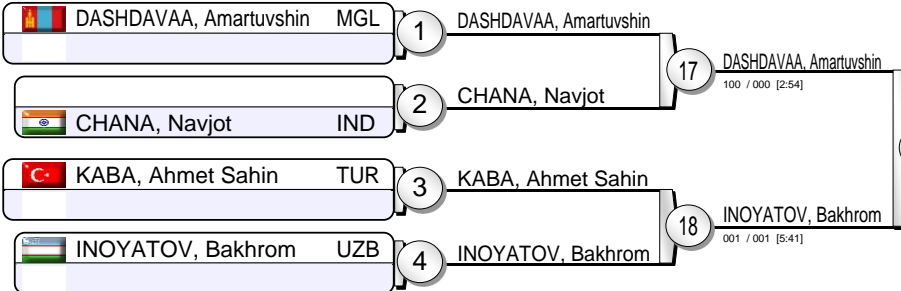 DASHDAVAA, Amartuvshin MGL
1
DASHDAVAA, Amartuvshin
17
DASHDAVAA, Amartuvshin
100 / 000 [2:54]
2
CHANA, Navjot
CHANA, Navjot IND
KABA, Ahmet Sahin TUR
3
KABA, Ahmet Sahin
18
INOYATOV, Bakhrom
001 / 001 [5:41]
INOYATOV, Bakhrom UZB
4
INOYATOV, Bakhrom